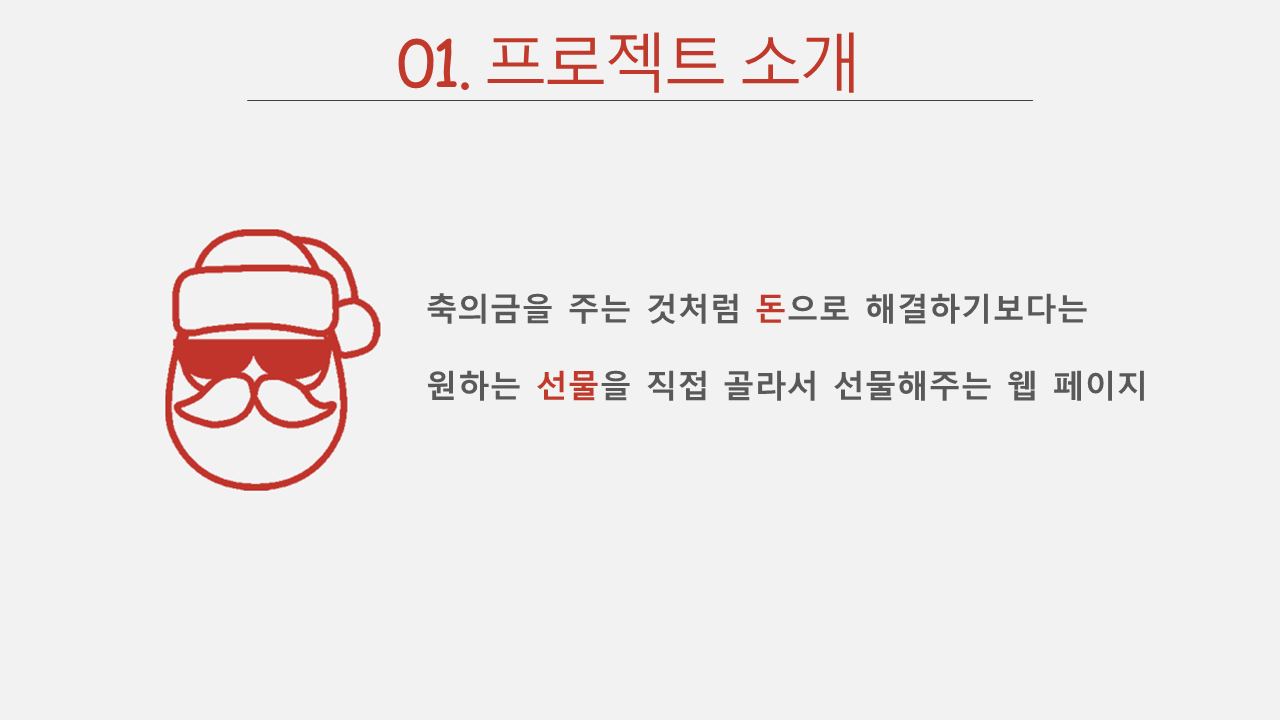 01. 프로젝트 소개
축의금을 주는 것처럼 돈으로 해결하기보다는
원하는 선물을 직접 골라서 선물해주는 웹 페이지